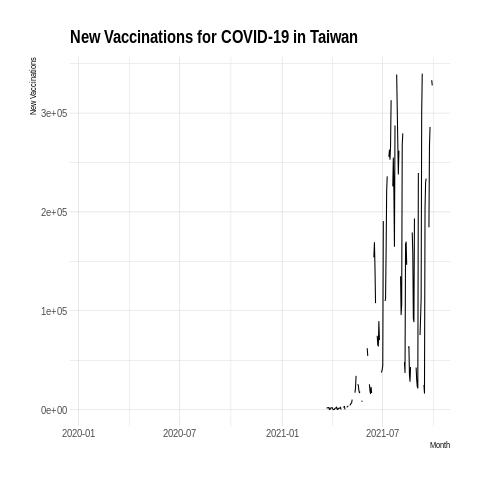 New Vaccinations for COVID-19 in Taiwan
New Vaccinations
3e+05
2e+05
1e+05
0e+00
2020-01 2020-07 2021-01 2021-07
Month